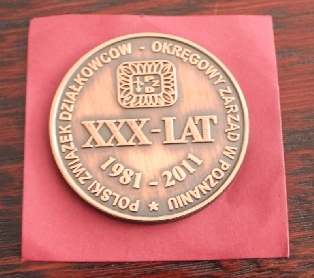 POLSKI ZWIĄZEK DZIAŁKOWCÓW - OKRĘGOWY ZARZĄD W POZNANIU *
XXX-LAT
1981 - 2011